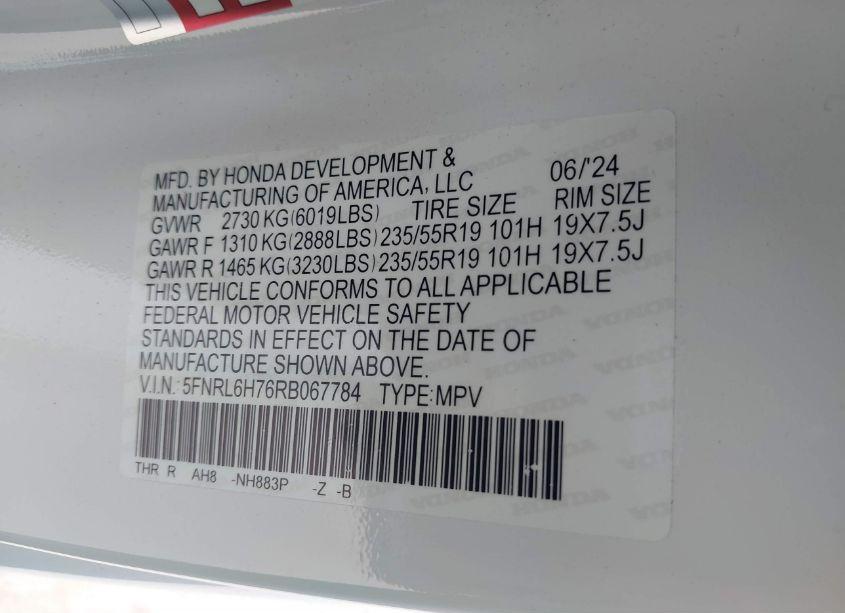 MFD. BY HONDA DEVELOPMENT & 06/'24
MANUFACTURING OF AMERICA, LLC
GVWR 2730 KG(6019LBS) TIRE SIZE RIM SIZE
GAWR F 1310 KG(2888LBS) 235/55R19 101H 19X7.5J
GAWR R 1465 KG(3230LBS) 235/55R19 101H 19X7.5J
THIS VEHICLE CONFORMS TO ALL APPLICABLE
FEDERAL MOTOR VEHICLE SAFETY
STANDARDS IN EFFECT ON THE DATE OF
MANUFACTURE SHOWN ABOVE.
V.I.N.: 5FNRL6H76RB067784 TYPE:MPV
THR R AH8 -NH883P -Z -B